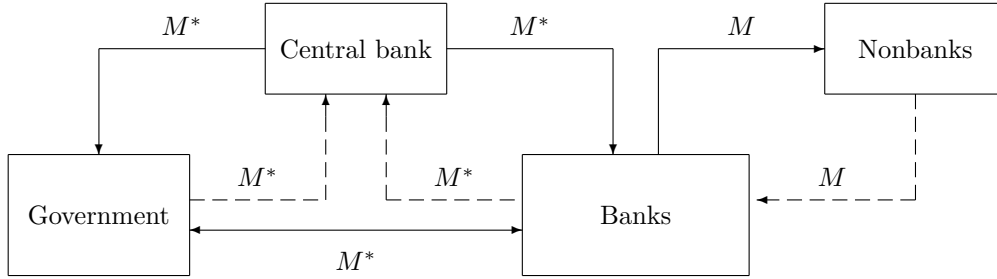 M* M* M
Central bank Nonbanks
M* M* M
Government Banks
M*